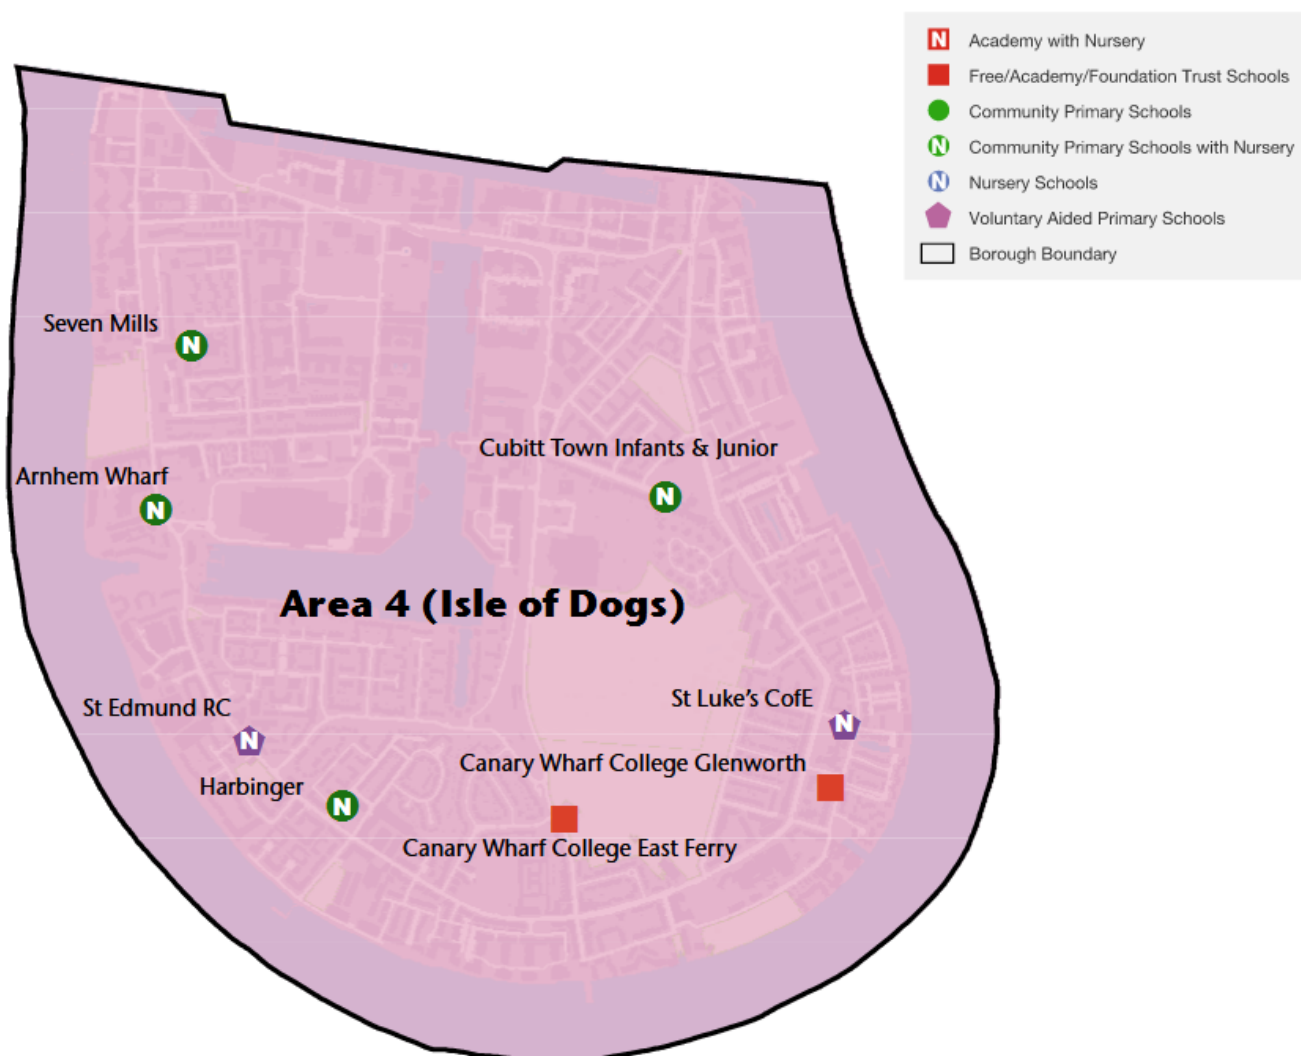 N Academy with Nursery
Free/Academy/Foundation Trust Schools
Community Primary Schools
N Community Primary Schools with Nursery
N Nursery Schools
Voluntary Aided Primary Schools
Borough Boundary
Seven Mills
N
Cubitt Town Infants & Junior
N
Arnhem Wharf
N
Area 4 (Isle of Dogs)
St Luke's CofE
N
St Edmund RC
N
Canary Wharf College Glenworth
Harbinger
N
Canary Wharf College East Ferry